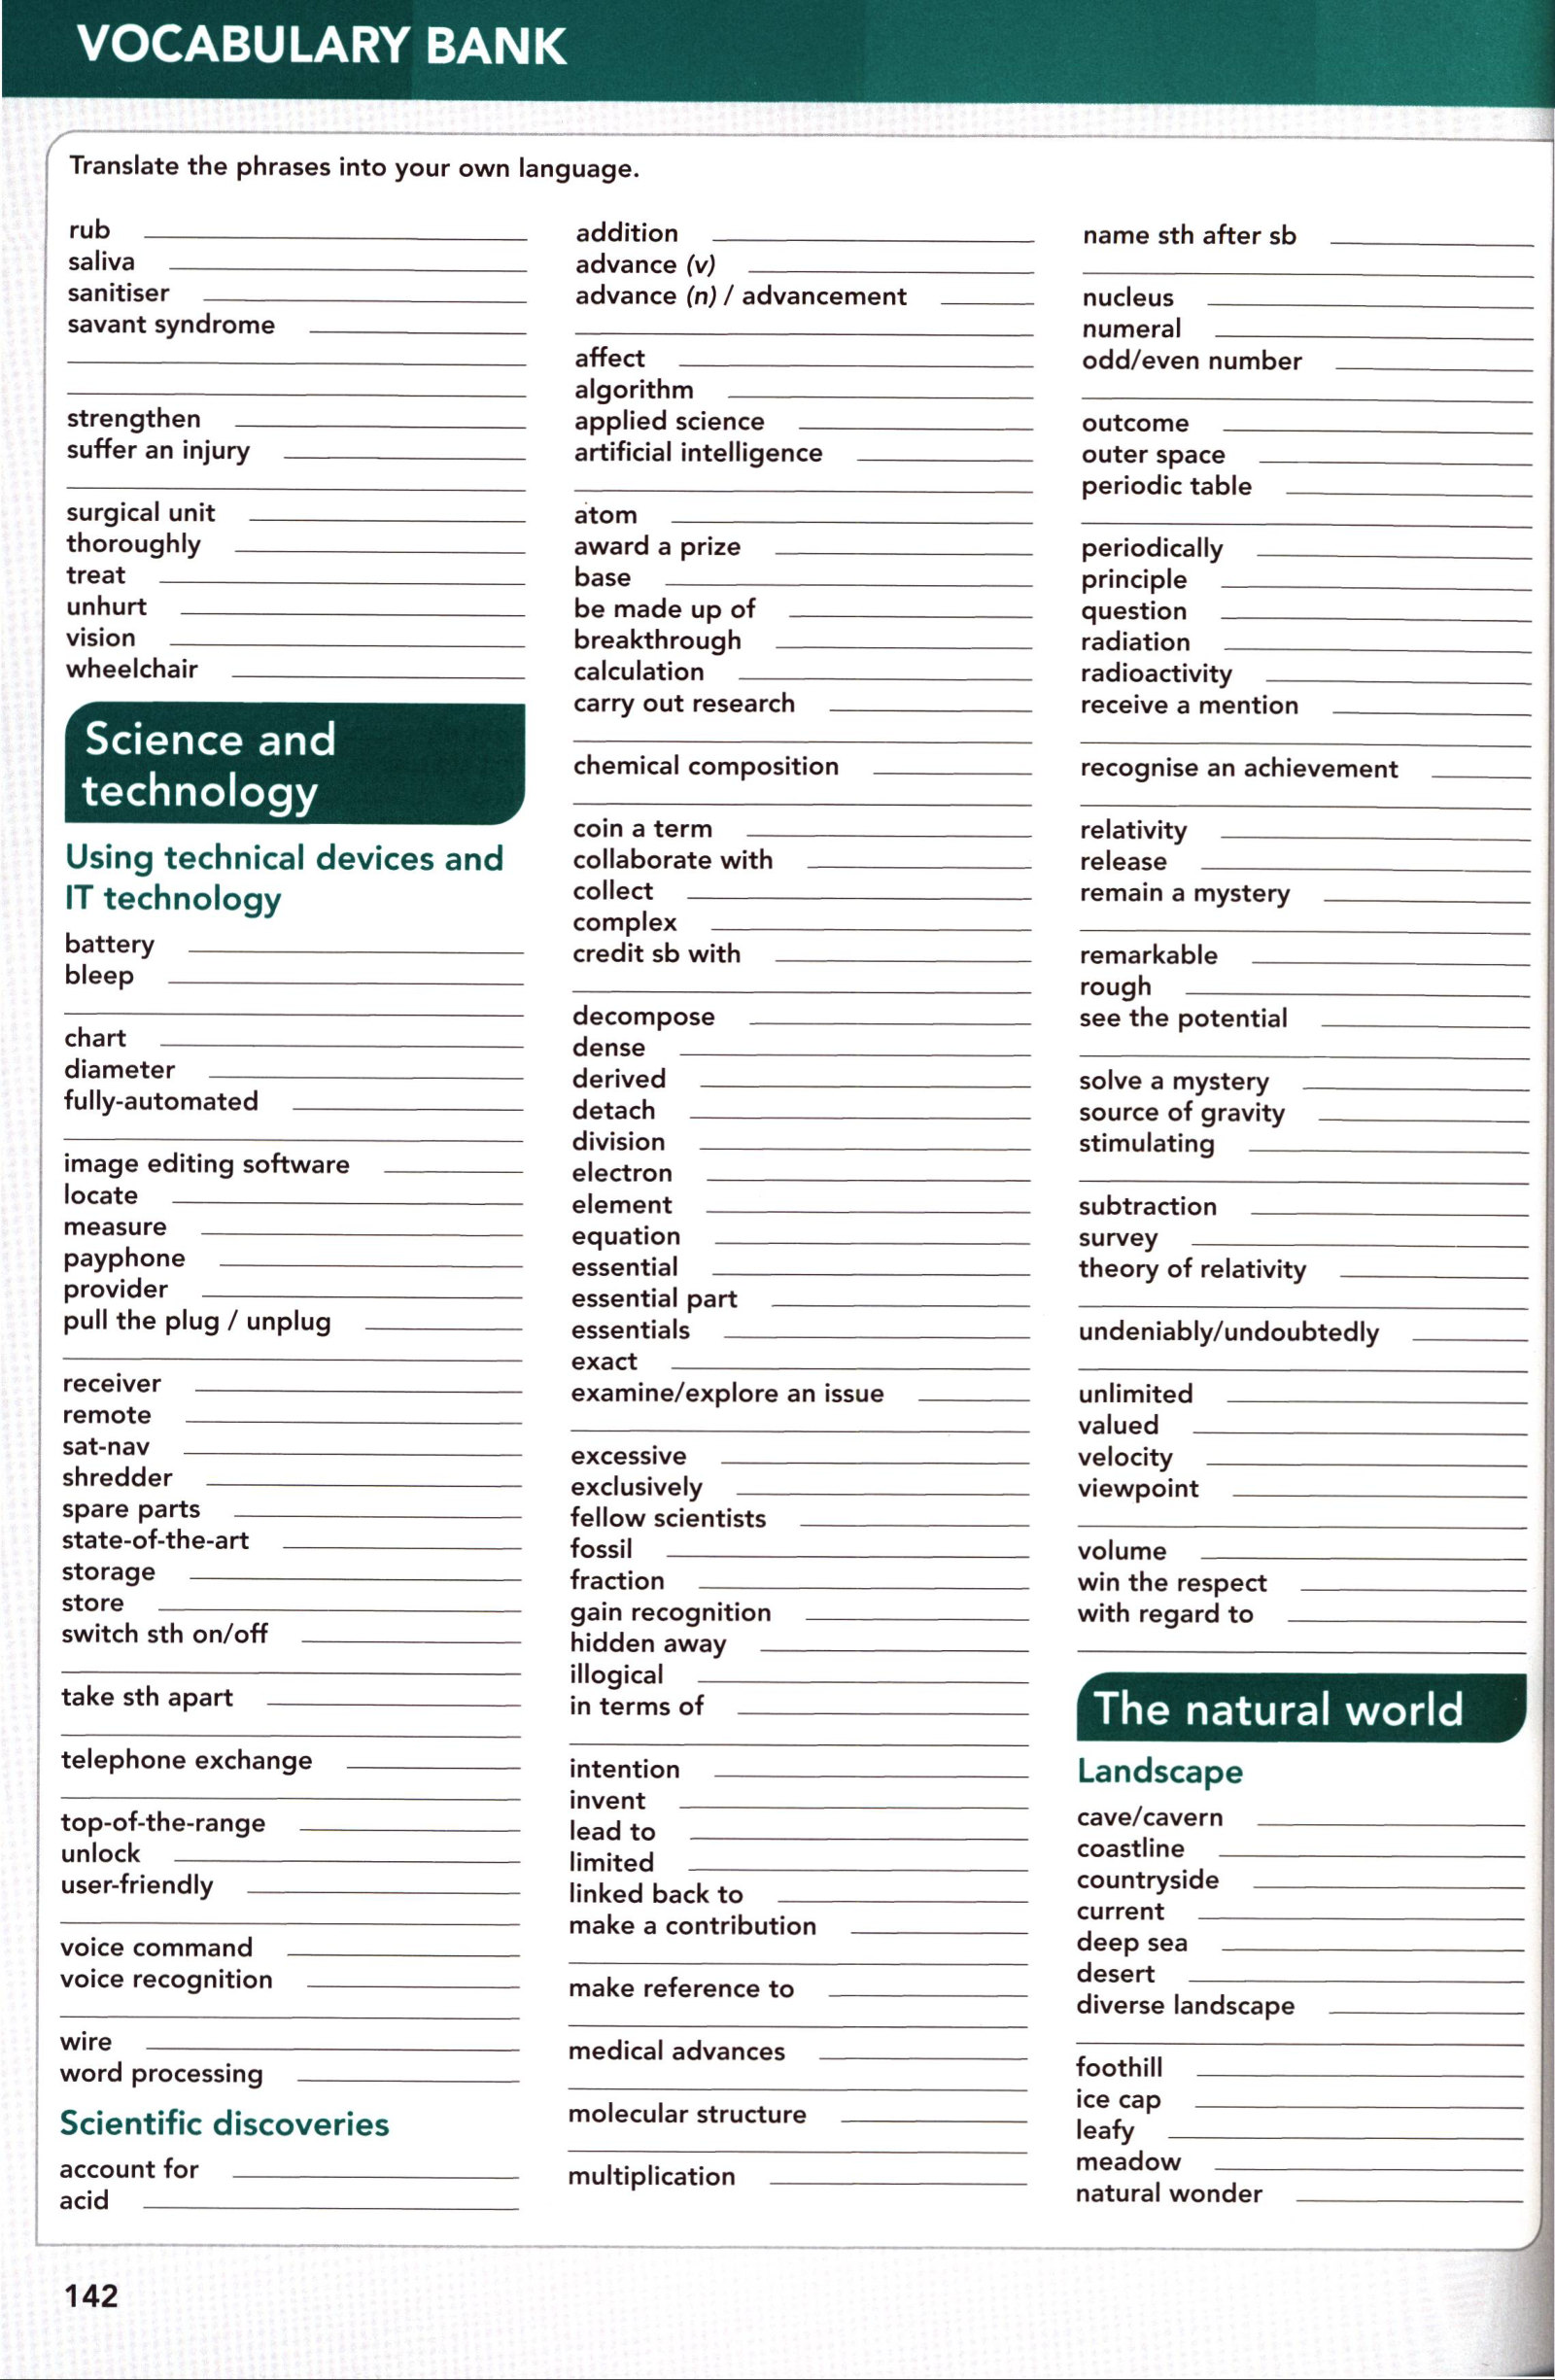 VOCABULARY BANK
Translate the phrases into your own language.
rub
saliva
sanitiser
savant syndrome
strengthen
suffer an injury
surgical unit
thoroughly
treat
unhurt
vision
wheelchair
Science and
technology
Using technical devices and
IT technology
battery
bleep
chart
diameter
fully-automated
image editing software
locate
measure
payphone
provider
pull the plug / unplug
receiver
remote
sat-nav
shredder
spare parts
state-of-the-art
storage
store
switch sth on/off
take sth apart
telephone exchange
top-of-the-range
unlock
user-friendly
voice command
voice recognition
wire
word processing
Scientific discoveries
account for
acid
addition
advance (v)
advance (n) / advancement
affect
algorithm
applied science
artificial intelligence
atom
award a prize
base
be made up of
breakthrough
calculation
carry out research
chemical composition
coin a term
collaborate with
collect
complex
credit sb with
decompose
dense
derived
detach
division
electron
element
equation
essential
essential part
essentials
exact
examine/explore an issue
excessive
exclusively
fellow scientists
fossil
fraction
gain recognition
hidden away
illogical
in terms of
intention
invent
lead to
limited
linked back to
make a contribution
make reference to
medical advances
molecular structure
multiplication
name sth after sb
nucleus
numeral
odd/even number
outcome
outer space
periodic table
periodically
principle
question
radiation
radioactivity
receive a mention
recognise an achievement
relativity
release
remain a mystery
remarkable
rough
see the potential
solve a mystery
source of gravity
stimulating
subtraction
survey
theory of relativity
undeniably/undoubtedly
unlimited
valued
velocity
viewpoint
volume
win the respect
with regard to
The natural world
Landscape
cave/cavern
coastline
countryside
current
deep sea
desert
diverse landscape
foothill
ice cap
leafy
meadow
natural wonder
142